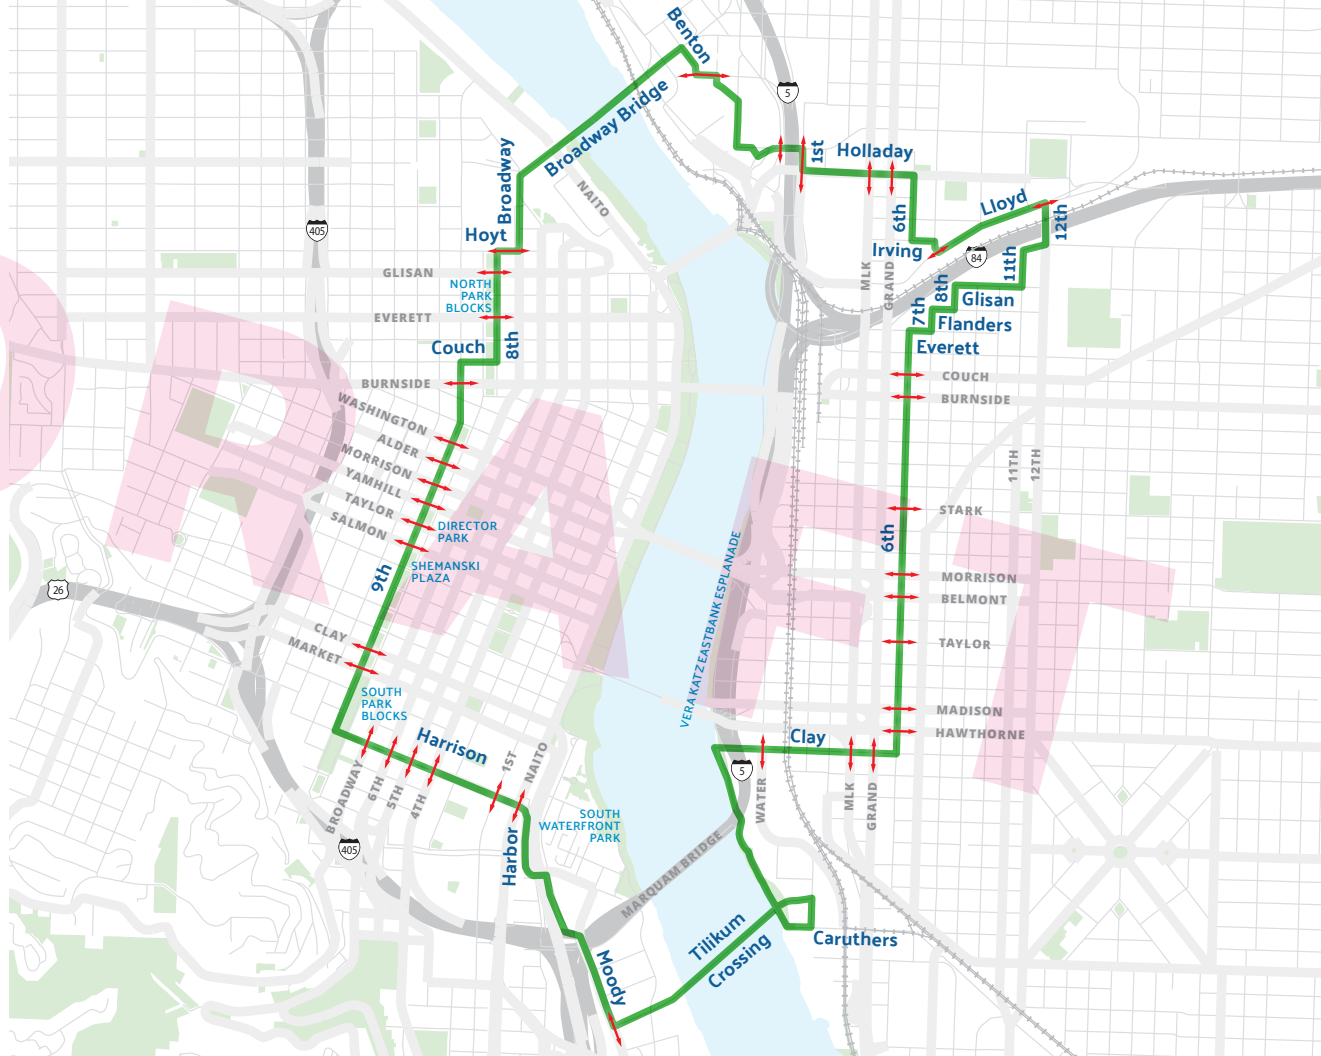 Benton
5
Broadway Bridge
Broadway
1st
Holladay
NAITO
405
Hoyt
6th
Lloyd
12th
Irving
84
11th
GLISAN
MLK
GRAND
8th
Glisan
NORTH
PARK
BLOCKS
EVERETT
7th
Flanders
Couch
8th
Everett
BURNSIDE
COUCH
BURNSIDE
WASHINGTON
ALDER
MORRISON
YAMHILL
TAYLOR
SALMON
11TH
12TH
DIRECTOR
PARK
STARK
SHEMANSKI
PLAZA
6th
VERA KATZ EASTBANK ESPLANADE
9th
26
MORRISON
BELMONT
CLAY
MARKET
TAYLOR
SOUTH
PARK
BLOCKS
MADISON
HAWTHORNE
Harrison
Clay
5
BROADWAY
6TH
5TH
4TH
1ST
NAITO
WATER
MLK
GRAND
405
SOUTH
WATERFRONT
PARK
Harbor
MARQUAM BRIDGE
Tilikum
Crossing
Caruthers
Moody
DRAFT